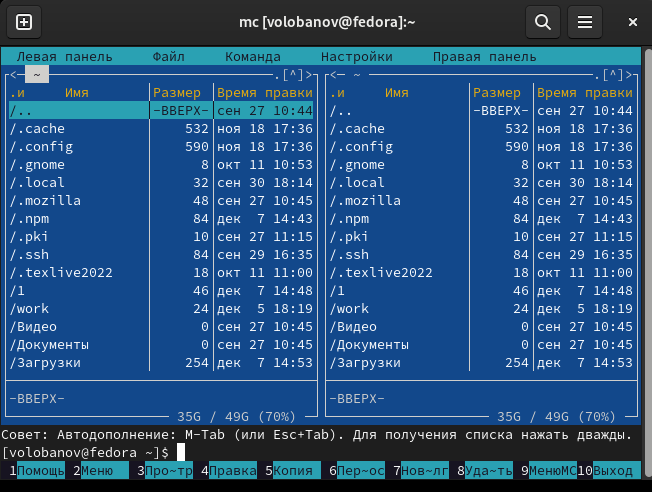 mc [volobanov@fedora]:~
Левая панель Файл Команда Настройки Правая панель
<─ ~ .[^]> <─ ~ .[^]>
.и Имя Размер Время правки .и Имя Размер Время правки
/.. -ВВЕРХ- сен 27 10:44 /.. -ВВЕРХ- сен 27 10:44
/.cache 532 ноя 18 17:36 /.cache 532 ноя 18 17:36
/.config 590 ноя 18 17:36 /.config 590 ноя 18 17:36
/.gnome 8 окт 11 10:53 /.gnome 8 окт 11 10:53
/.local 32 сен 30 18:14 /.local 32 сен 30 18:14
/.mozilla 48 сен 27 10:45 /.mozilla 48 сен 27 10:45
/.npm 84 дек 7 14:43 /.npm 84 дек 7 14:43
/.pki 10 сен 27 11:15 /.pki 10 сен 27 11:15
/.ssh 84 сен 29 16:35 /.ssh 84 сен 29 16:35
/.texlive2022 18 окт 11 11:00 /.texlive2022 18 окт 11 11:00
/1 46 дек 7 14:48 /1 46 дек 7 14:48
/work 24 дек 5 18:19 /work 24 дек 5 18:19
/Видео 0 сен 27 10:45 /Видео 0 сен 27 10:45
/Документы 0 сен 27 10:45 /Документы 0 сен 27 10:45
/Загрузки 254 дек 7 14:53 /Загрузки 254 дек 7 14:53
-ВВЕРХ- -ВВЕРХ-
35G / 49G (70%) 35G / 49G (70%)
Совет: Автодополнение: M-Tab (или Esc+Tab). Для получения списка нажать дважды.
[volobanov@fedora ~]$
1Помощь 2Меню 3Про~тр 4Правка 5Копия 6Пер~ос 7Нов~лг 8Уда~ть 9МенюМС 10Выход